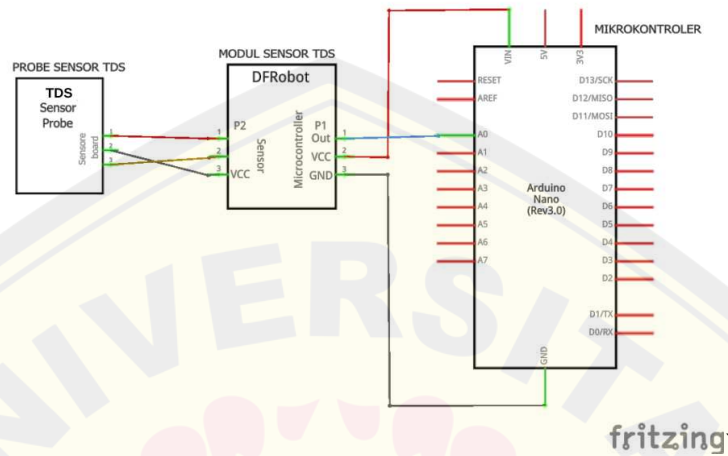 PROBE SENSOR TDS
TDS
Sensor
Probe
Sensore
board
1
2
3
MODUL SENSOR TDS
DFRobot
P2
1
2
3
VCC
Sensor
Microcontroller
P1
Out
VCC
GND
1
2
3
MIKROKONTROLER
VIN
5V
3V3
RESET
AREF
A0
A1
A2
A3
A4
A5
A6
A7
Arduino
Nano
(Rev3.0)
D13/SCK
D12/MISO
D11/MOSI
D10
D9
D8
D7
D6
D5
D4
D3
D2
D1/TX
D0/RX
GND
UNIVERSITA
fritzing